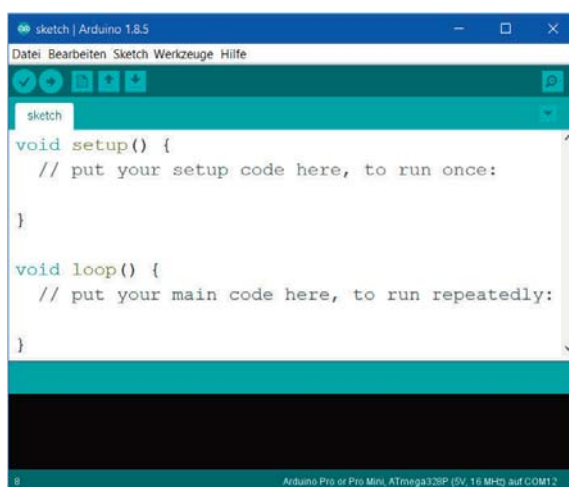 sketch | Arduino 1.8.5
Datei Bearbeiten Sketch Werkzeuge Hilfe
sketch
void setup() {
// put your setup code here, to run once:
}
void loop() {
// put your main code here, to run repeatedly:
}
8 Arduino Pro or Pro Mini, ATmega328P (5V, 16 MHz) auf COM12